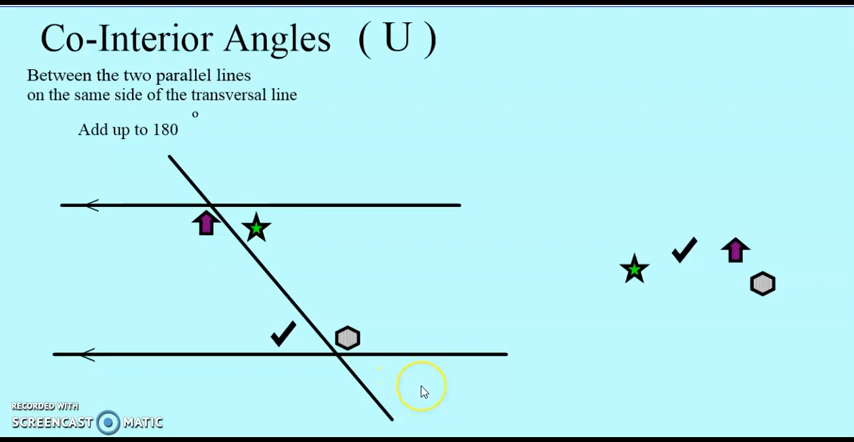 Co-Interior Angles ( U )
Between the two parallel lines
on the same side of the transversal line
Add up to 180 °
RECORDED WITH
SCREENCAST MATIC